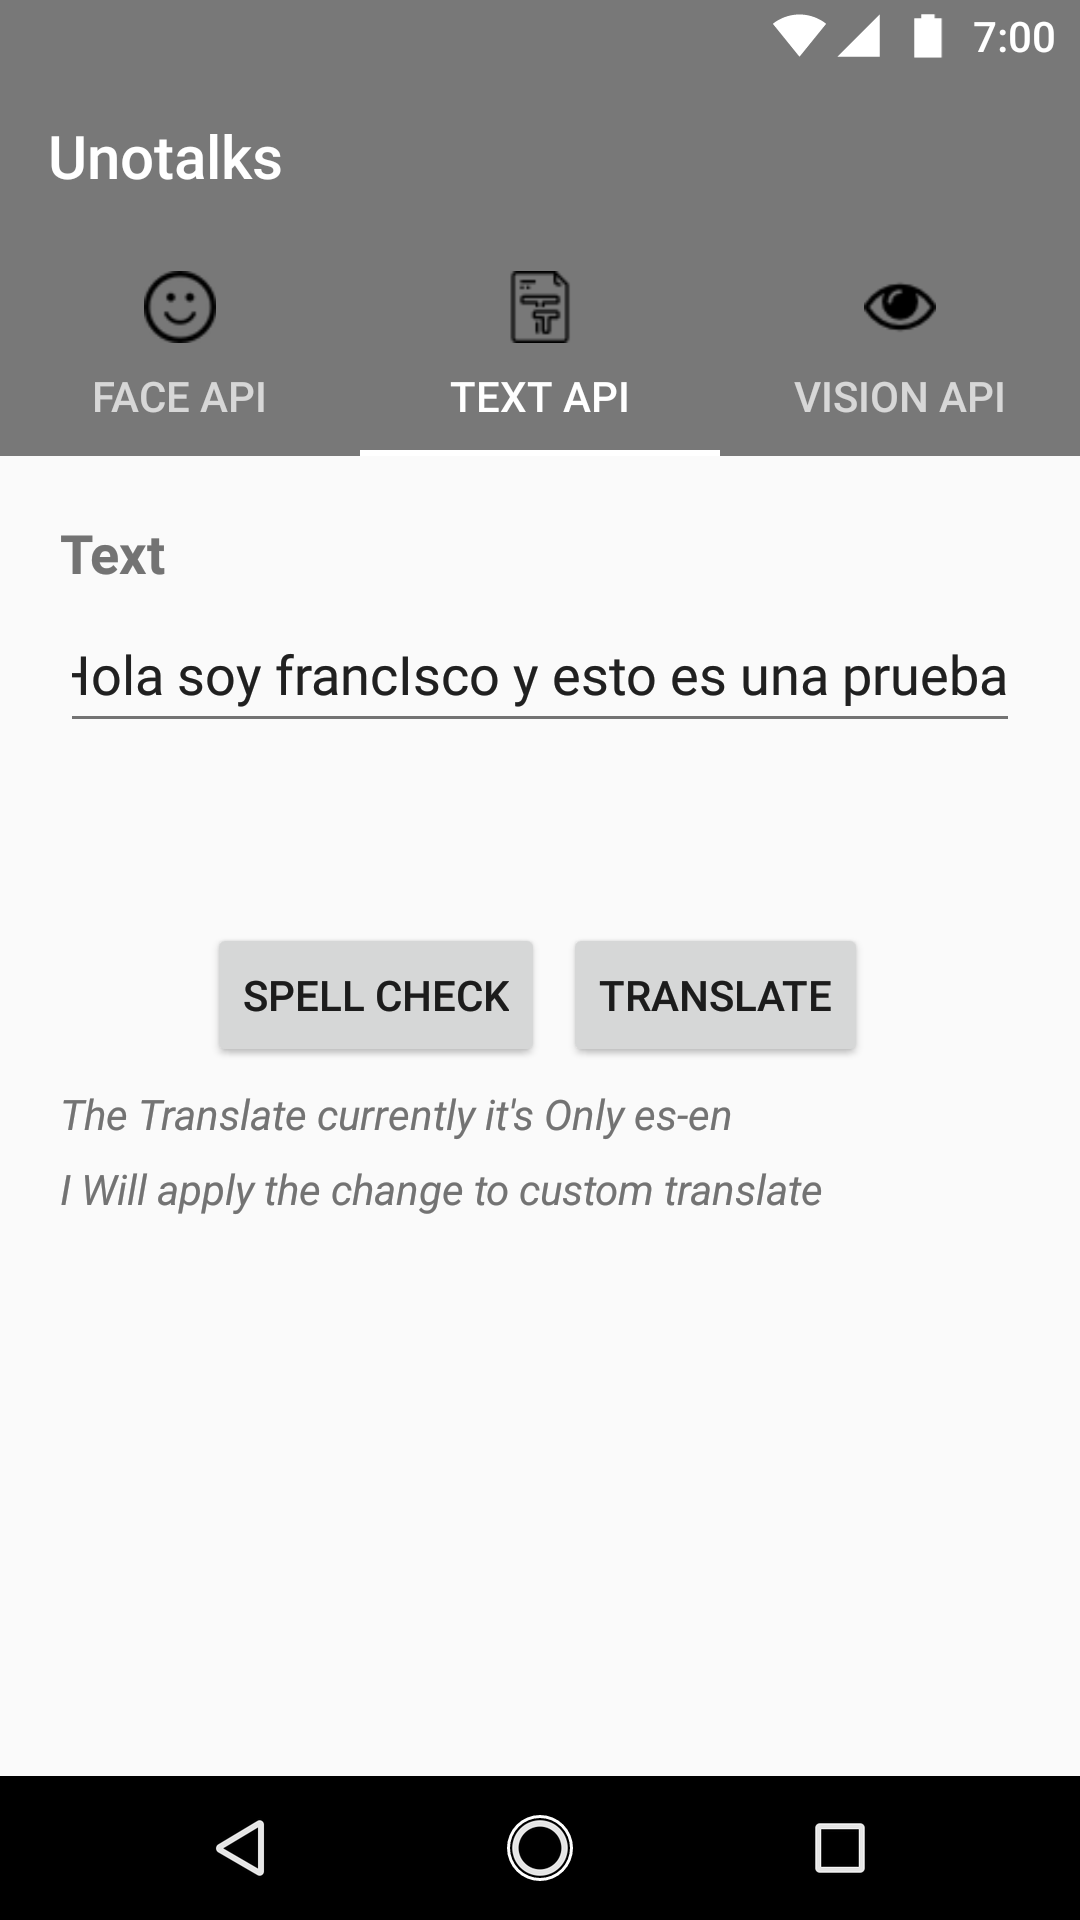 7:00
Unotalks
FACE API TEXT API VISION API
Text
Hola soy francIsco y esto es una prueba
SPELL CHECK TRANSLATE
The Translate currently it's Only es-en
I Will apply the change to custom translate